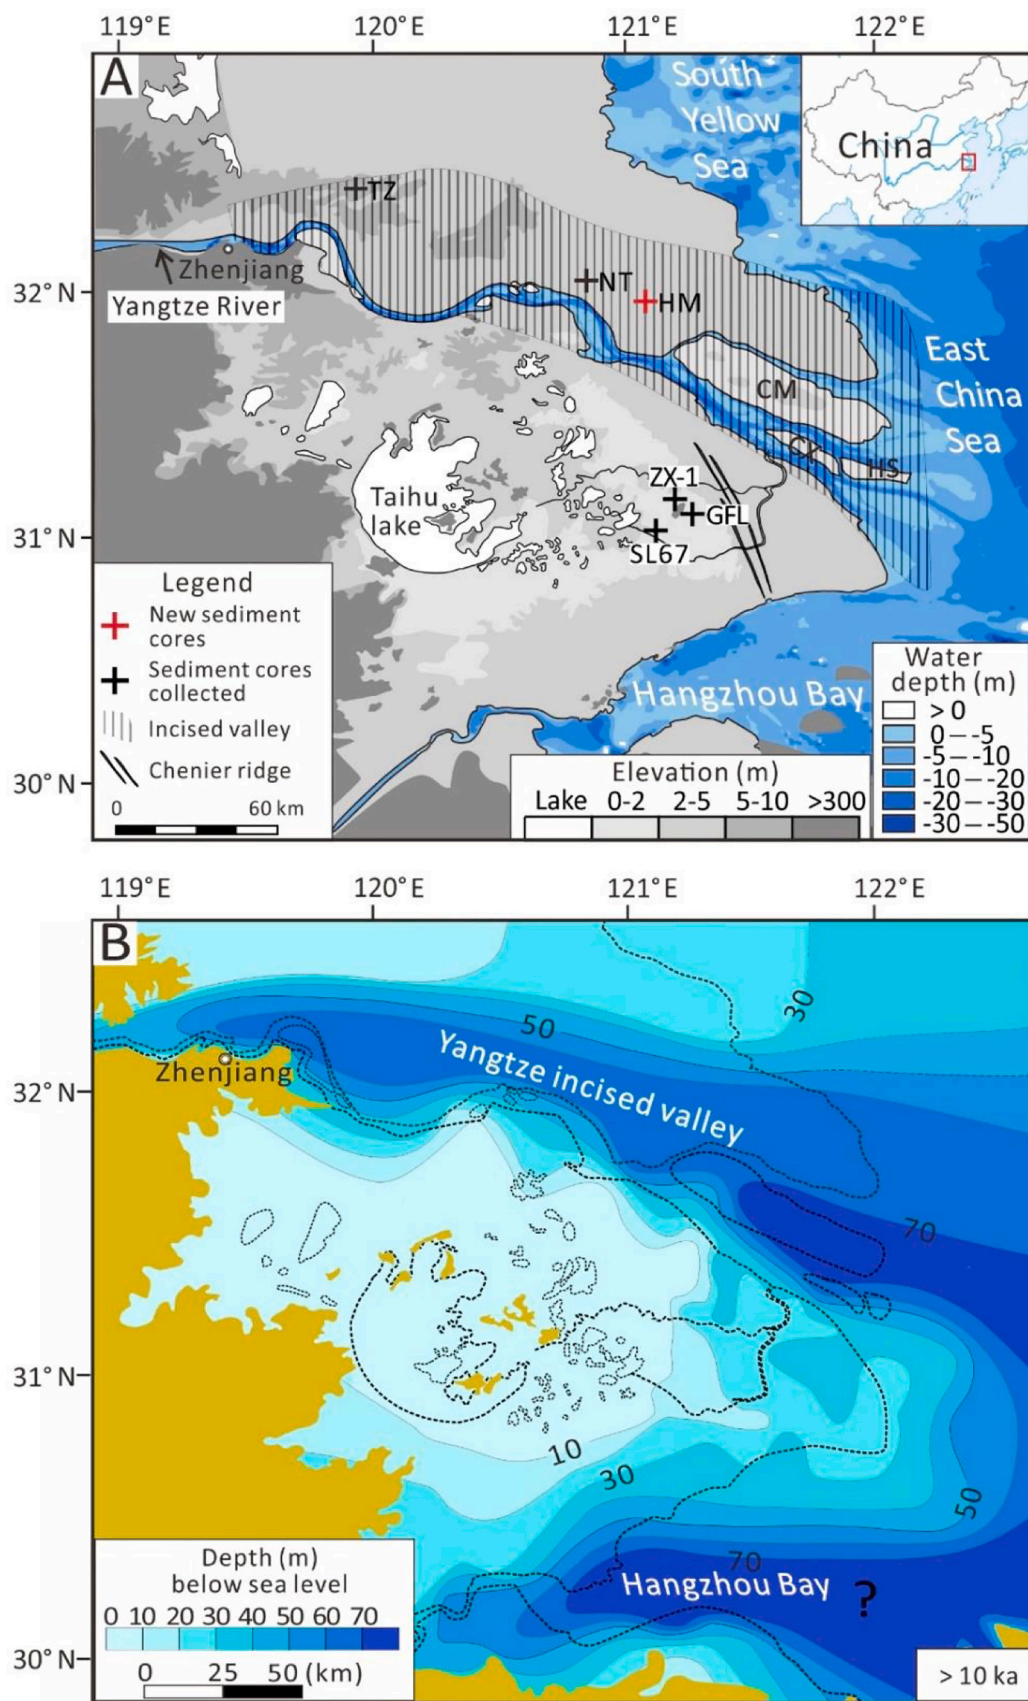 119°E 120°E 121°E 122°E
A
South
Yellow
Sea
China
TZ
Zhenjiang
NT
HM
32°N
Yangtze River
East
China
Sea
CM
CX
HS
ZX-1
Taihu
lake
GFL
31°N
SL67
Legend
New sediment
cores
Sediment cores
collected
Incised valley
Chenier ridge
0 60 km
Hangzhou Bay
Water
depth (m)
> 0
0—-5
-5—-10
-10—-20
-20—-30
-30—-50
30°N
Elevation (m)
Lake 0-2 2-5 5-10 >300
119°E 120°E 121°E 122°E
B
30
50
Yangtze incised valley
Zhenjiang
32°N
70
31°N
10
30
50
70
Hangzhou Bay ?
Depth (m)
below sea level
0 10 20 30 40 50 60 70
0 25 50 (km)
30°N
> 10 ka